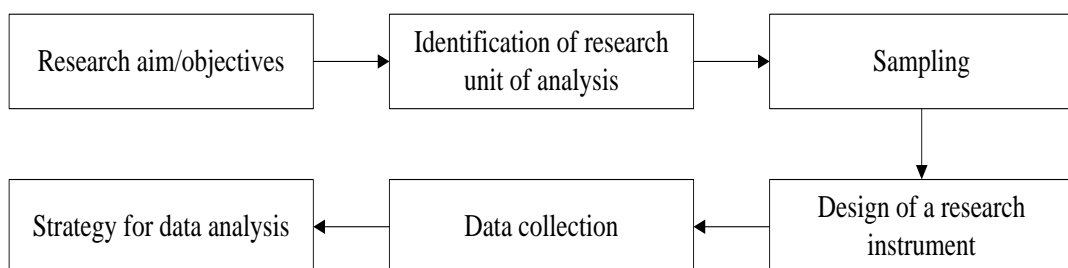 Research aim/objectives
Identification of research
unit of analysis
Sampling
Design of a research
instrument
Data collection
Strategy for data analysis